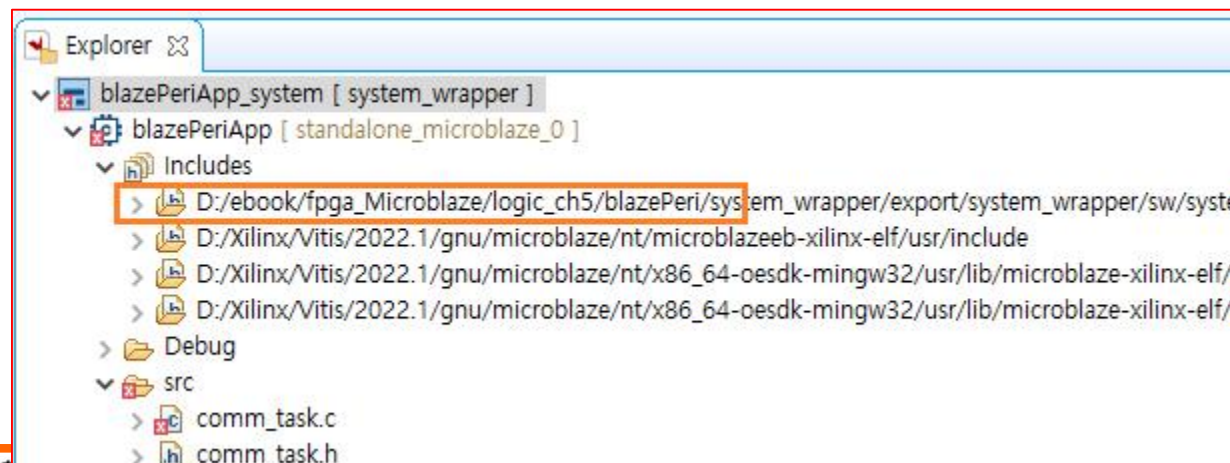 Explorer
blazePeriApp_system [ system_wrapper ]
blazePeriApp [ standalone_microblaze_0 ]
Includes
D:/ebook/fpga_Microblaze/logic_ch5/blazePeri/system_wrapper/export/system_wrapper/sw/syste
D:/Xilinx/Vitis/2022.1/gnu/microblaze/nt/microblazeeb-xilinx-elf/usr/include
D:/Xilinx/Vitis/2022.1/gnu/microblaze/nt/x86_64-oesdk-mingw32/usr/lib/microblaze-xilinx-elf/
D:/Xilinx/Vitis/2022.1/gnu/microblaze/nt/x86_64-oesdk-mingw32/usr/lib/microblaze-xilinx-elf/
Debug
src
comm_task.c
comm_task.h